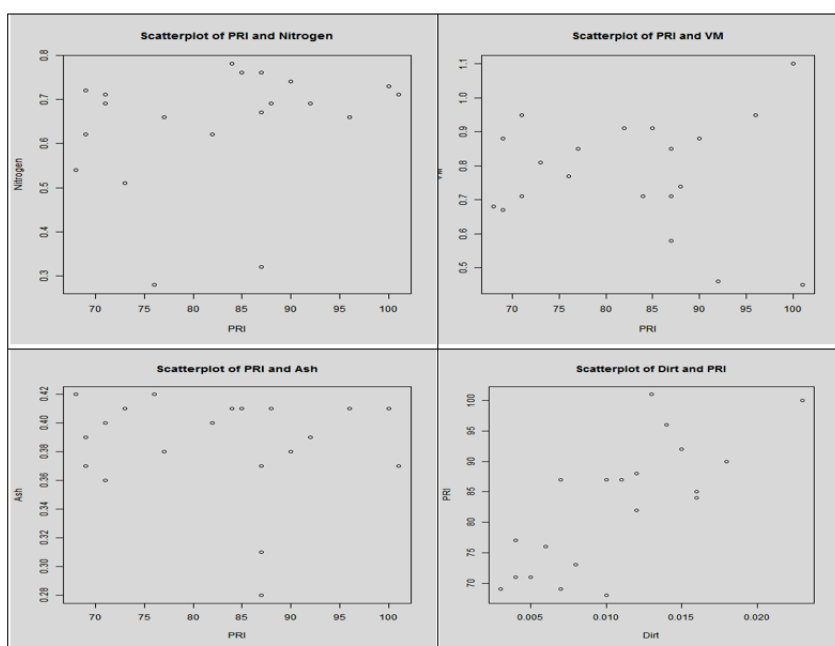 Scatterplot of PRI and Nitrogen
0.8
0.7
0.6
0.5
0.4
0.3
Nitrogen
70 75 80 85 90 95 100
PRI
Scatterplot of PRI and VM
1.1
1.0
0.9
0.8
0.7
0.6
0.5
VM
70 75 80 85 90 95 100
PRI
Scatterplot of PRI and Ash
0.42
0.40
0.38
0.36
0.34
0.32
0.30
0.28
Ash
70 75 80 85 90 95 100
PRI
Scatterplot of Dirt and PRI
100
95
90
85
80
75
70
PRI
0.005 0.010 0.015 0.020
Dirt